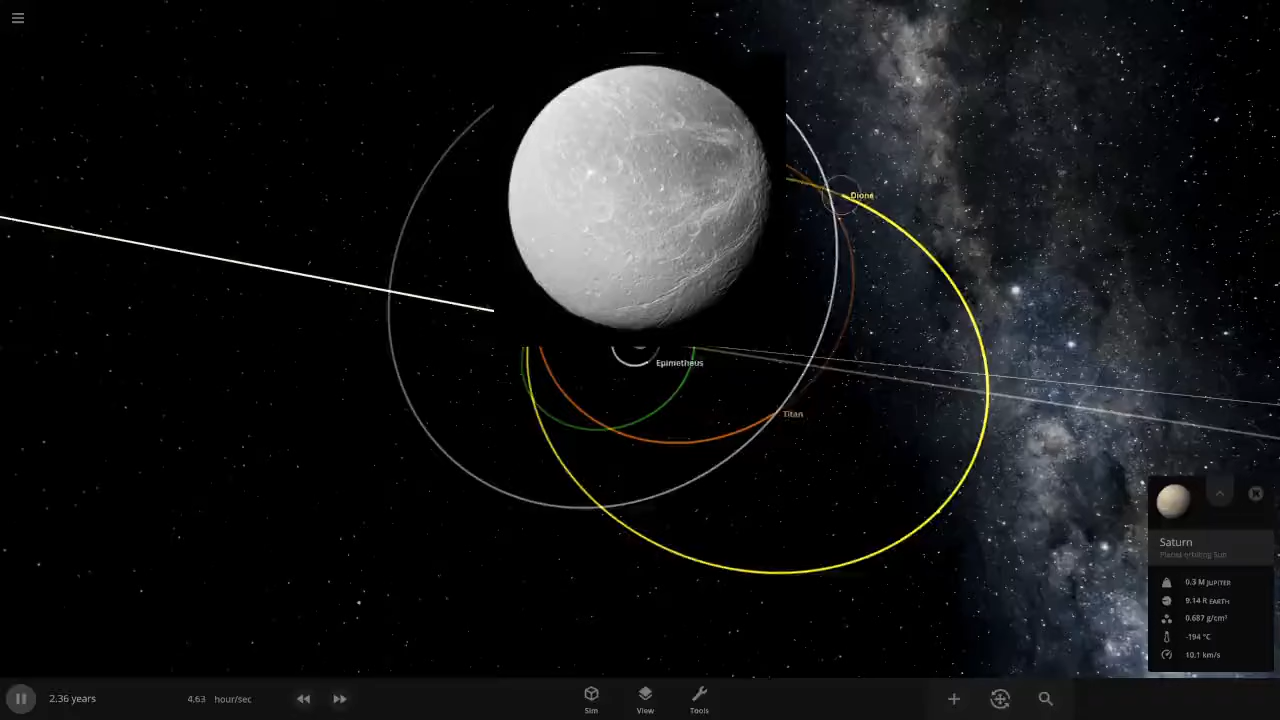 Dione
Epimetheus
Titan
Saturn
Planet orbiting Sun
0.3 M JUPITER
9.14 R EARTH
0.687 g/cm³
-194 °C
10.1 km/s
2.36 years
4.63 hour/sec
Sim
View
Tools